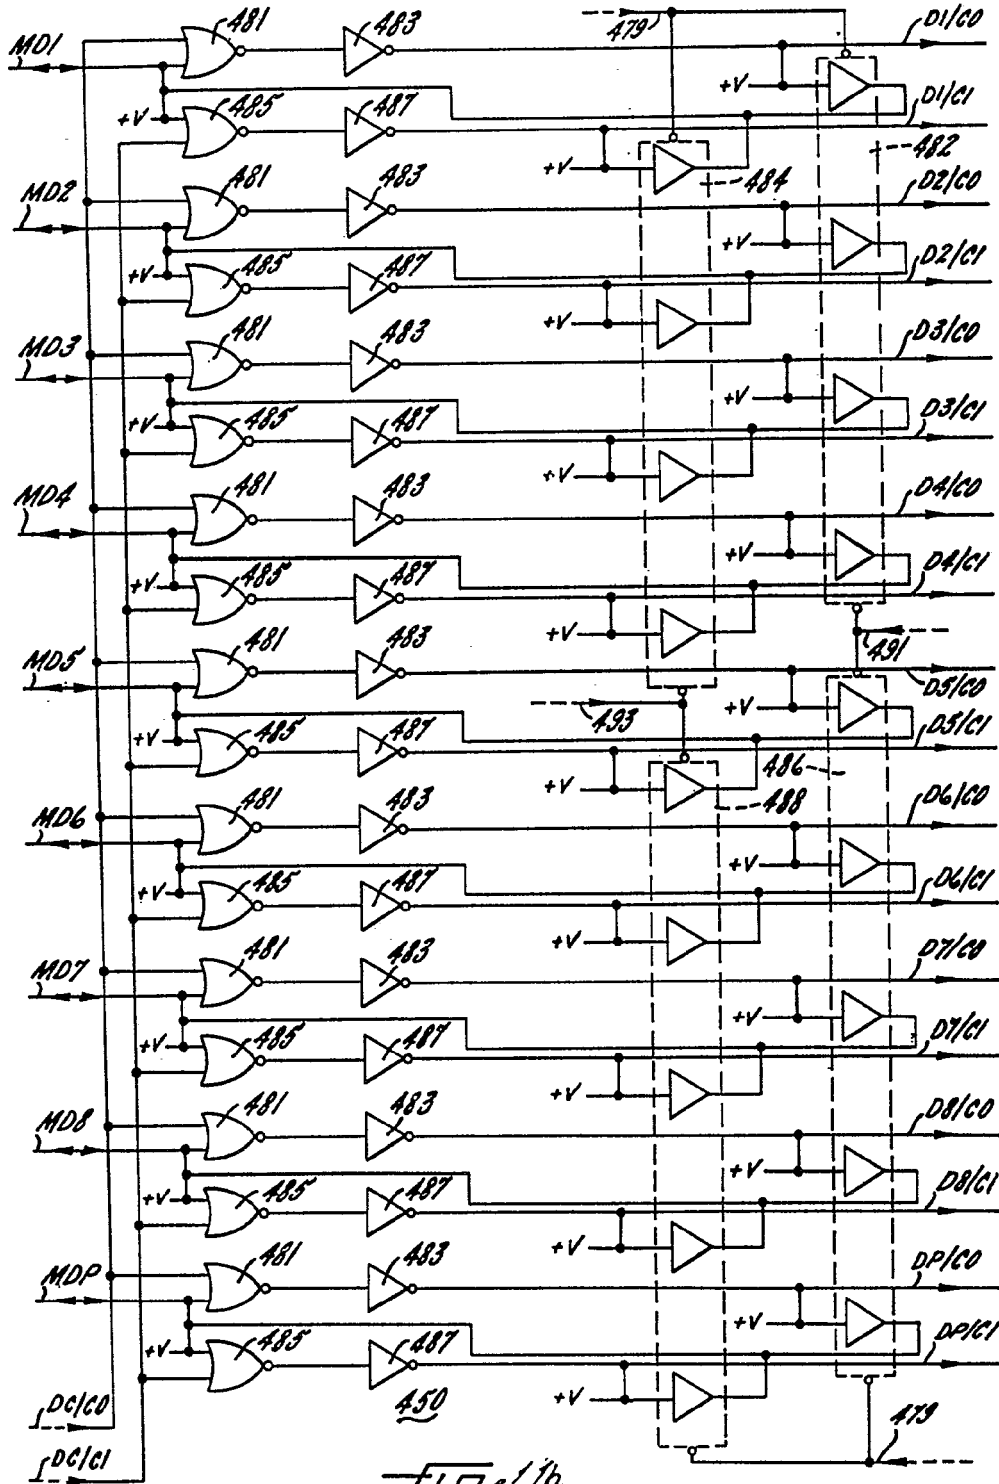 481 483 479 D1/C0
MD1
+V
485 487 D1/C1
+V
482
+V 484
481 483 D2/C0
MD2
+V
+V 485 487 D2/C1
+V
481 483 D3/C0
MD3
+V
+V 485 487 D3/C1
+V
481 483 D4/C0
MD4
+V
+V 485 487 D4/C1
+V
481 483 491
MD5
D5/C0
493 +V
+V 485 487 D5/C1
486
+V 488
481 483 D6/C0
MD6
+V
+V 485 487 D6/C1
+V
481 483 D7/C0
MD7
+V
+V 485 487 D7/C1
+V
481 483 D8/C0
MD8
+V
+V 485 487 D8/C1
+V
481 483 DP/C0
MDP
+V
+V 485 487 DP/C1
+V
450
DC/C0
479
DC/C1